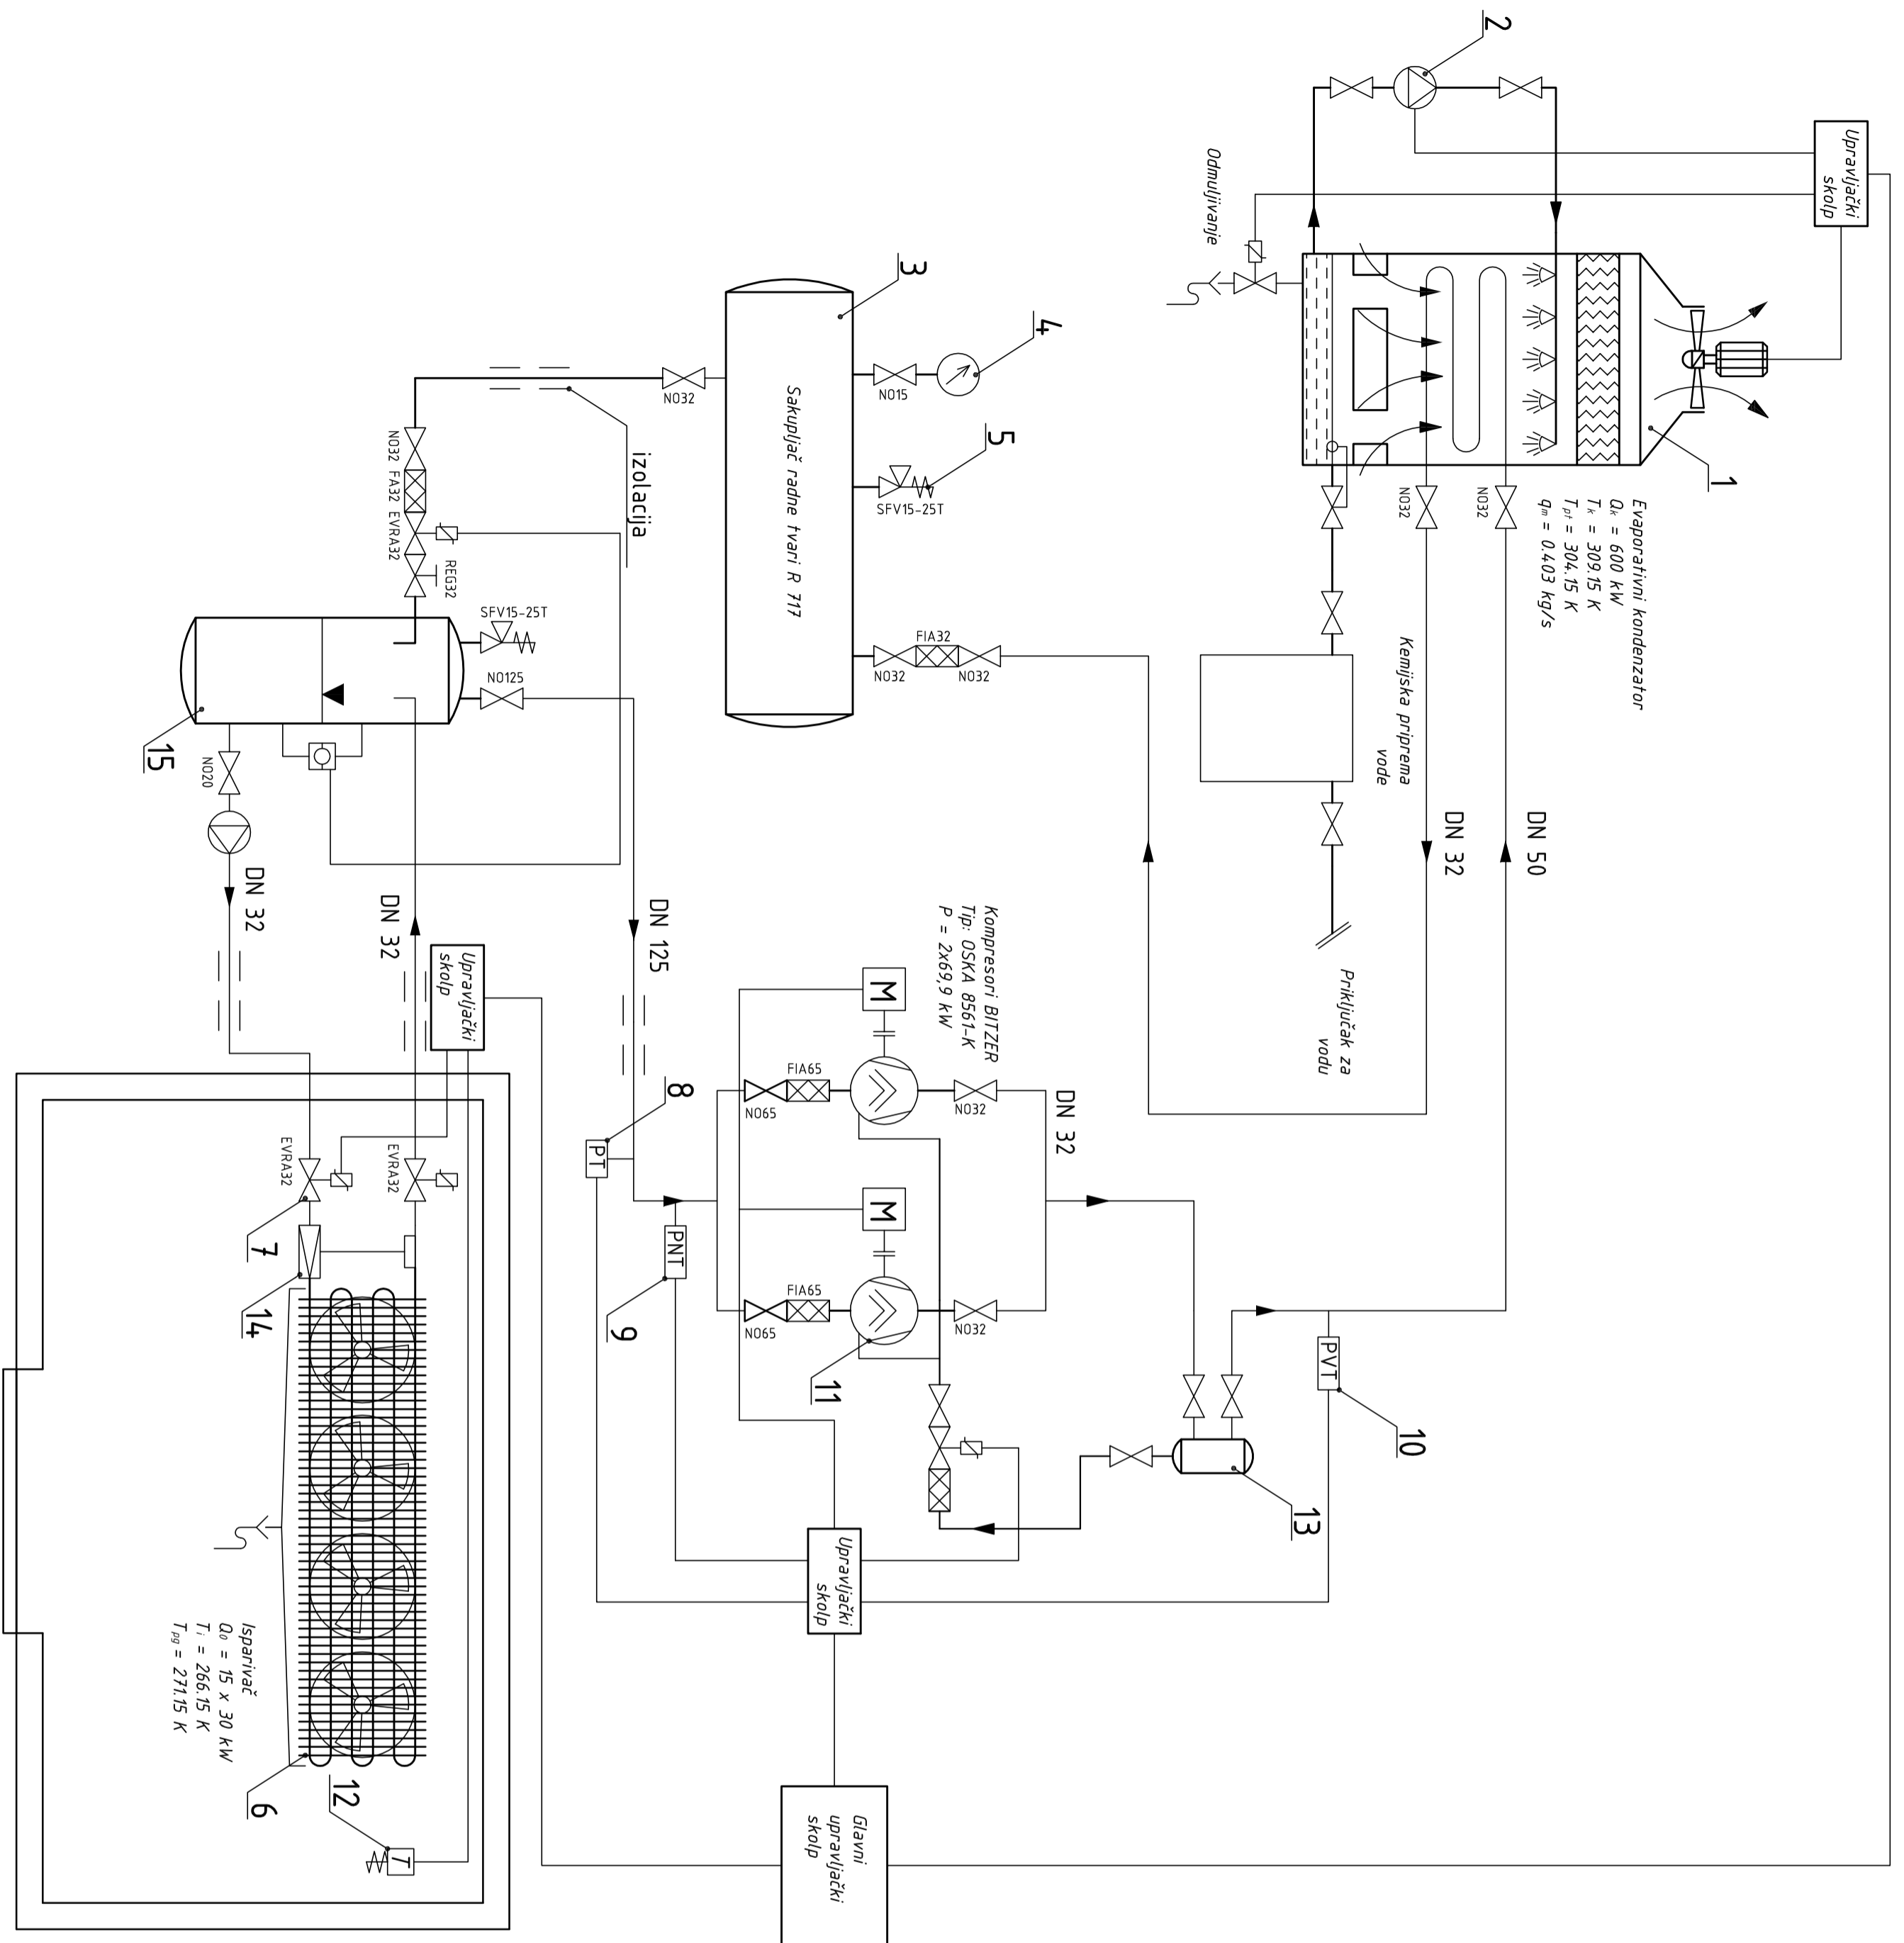 Upravljački
skolp
2
1
Evaporativni kondenzator
Qk = 600 kW
Tk = 309.15 K
Tpt = 304.15 K
qm = 0.403 kg/s
Odmuljivanje
NO32
NO32
Kemijska priprema
vode
DN 50
DN 32
Priključak za
vodu
3
4
5
NO15
SFV15-25T
Sakupljač radne tvari R 717
NO32
FIA32
NO32
NO32
izolacija
NO32 FA32 EVRA32
REG32
SFV15-25T
NO125
15
NO20
DN 32
DN 32
DN 125
Upravljački
skolp
Kompresori BITZER
Tip: OSKA 8561-K
P = 2x69,9 kW
M
FIA65
NO65
NO32
DN 32
8
PT
M
PNT
9
FIA65
NO65
NO32
11
PVT
10
13
Upravljački
skolp
EVRA32
EVRA32
7
14
Isparivač
Q0 = 15 x 30 kW
Ti = 266.15 K
Tpg = 271.15 K
6
12
T
Glavni
upravljački
skolp